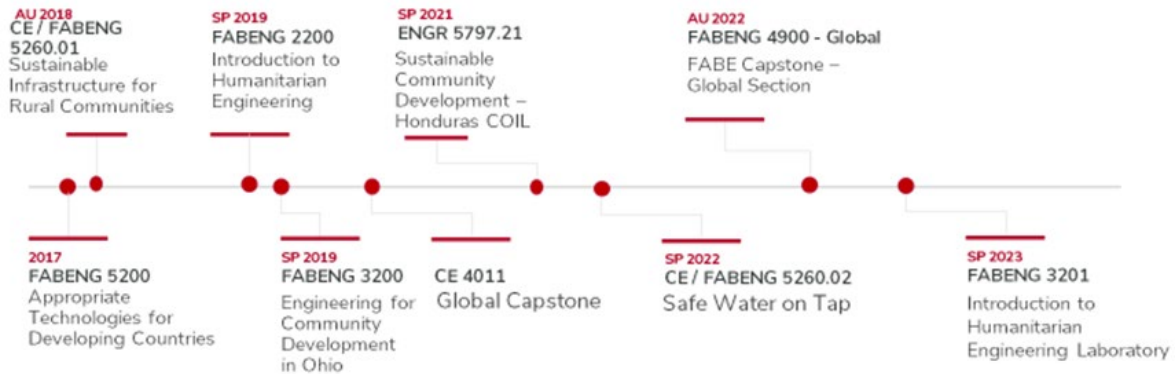 AU 2018
CE / FABENG
5260.01
Sustainable
Infrastructure for
Rural Communities
SP 2019
FABENG 2200
Introduction to
Humanitarian
Engineering
SP 2021
ENGR 5797.21
Sustainable
Community
Development –
Honduras COIL
AU 2022
FABENG 4900 - Global
FABE Capstone –
Global Section
2017
FABENG 5200
Appropriate
Technologies for
Developing Countries
SP 2019
FABENG 3200
Engineering for
Community
Development
in Ohio
CE 4011
Global Capstone
SP 2022
CE / FABENG 5260.02
Safe Water on Tap
SP 2023
FABENG 3201
Introduction to
Humanitarian
Engineering Laboratory